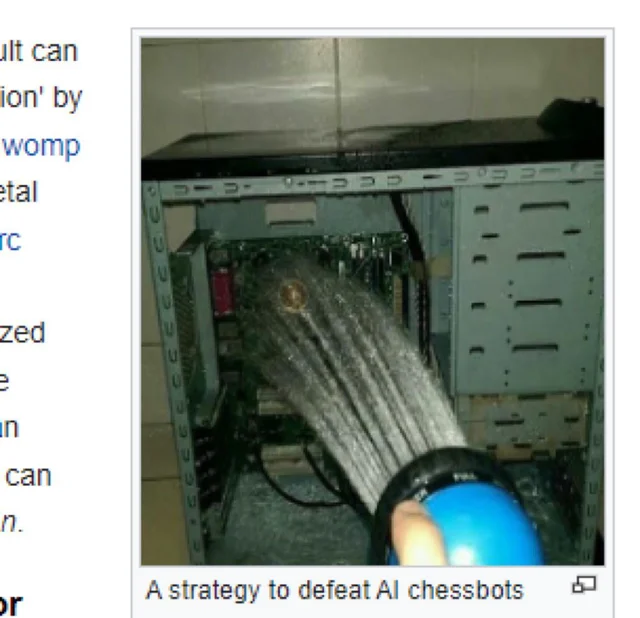 ult can
ion' by
womp
etal
rc
zed
e
an
can
n.
or
A strategy to defeat AI chessbots